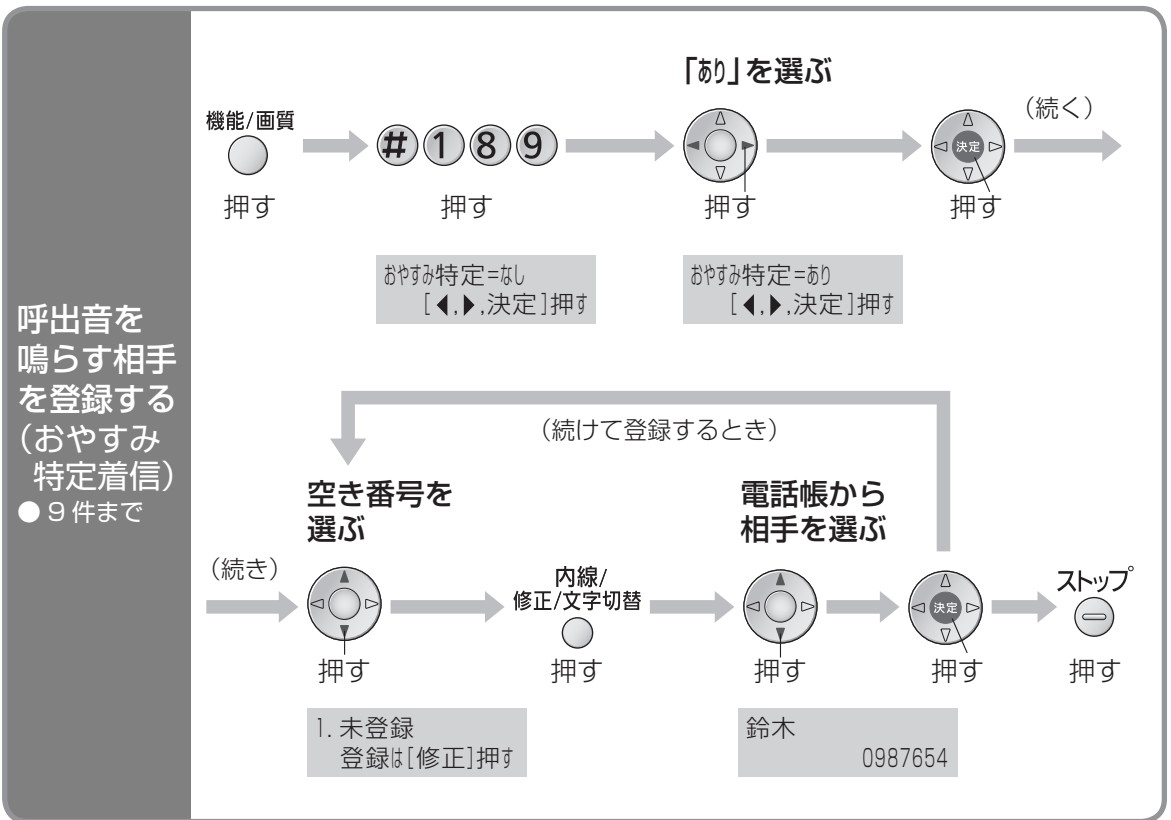 呼出音を
鳴らす相手
を登録する
(おやすみ
特定着信)
● 9 件まで
「あり」を選ぶ
機能/画質
# 1 8 9
決定
(続く)
押す
押す
押す
押す
おやすみ特定=なし
[◀,▶,決定]押す
おやすみ特定=あり
[◀,▶,決定]押す
(続けて登録するとき)
空き番号を
選ぶ
電話帳から
相手を選ぶ
(続き)
内線/
修正/文字切替
決定
ストップ
押す
押す
押す
押す
押す
1. 未登録
登録は[修正]押す
鈴木
0987654